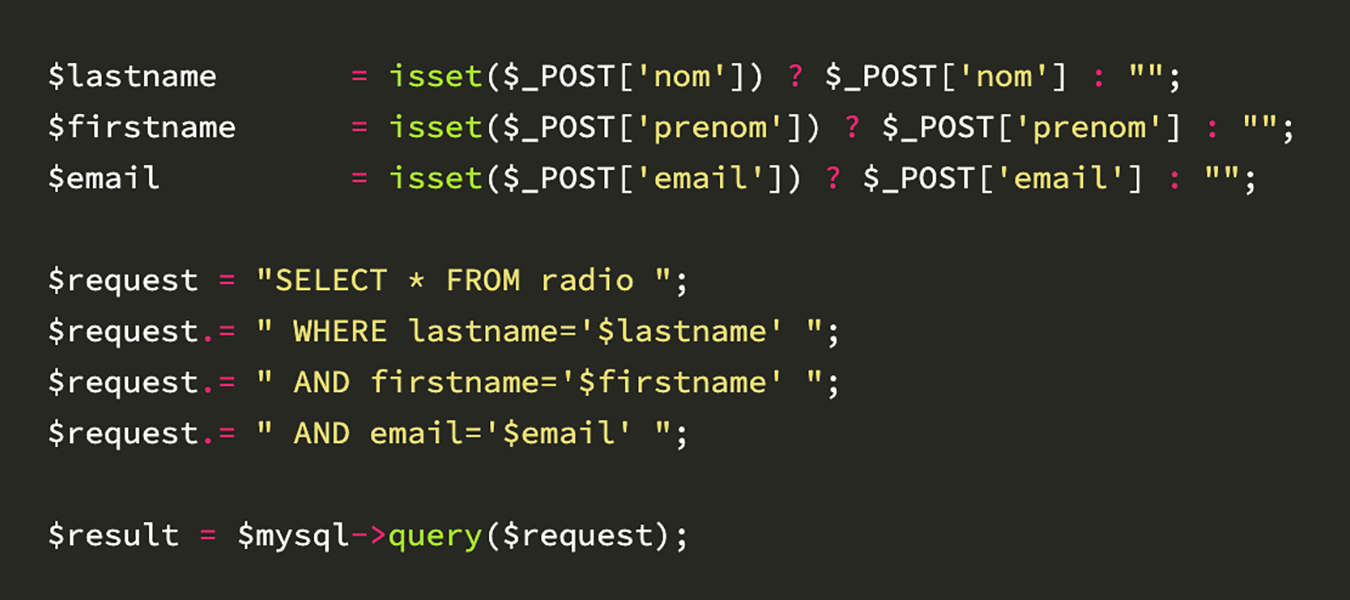 $lastname = isset($_POST['nom']) ? $_POST['nom'] : "";
$firstname = isset($_POST['prenom']) ? $_POST['prenom'] : "";
$email = isset($_POST['email']) ? $_POST['email'] : "";
$request = "SELECT * FROM radio ";
$request.= " WHERE lastname='$lastname' ";
$request.= " AND firstname='$firstname' ";
$request.= " AND email='$email' ";
$result = $mysql->query($request);